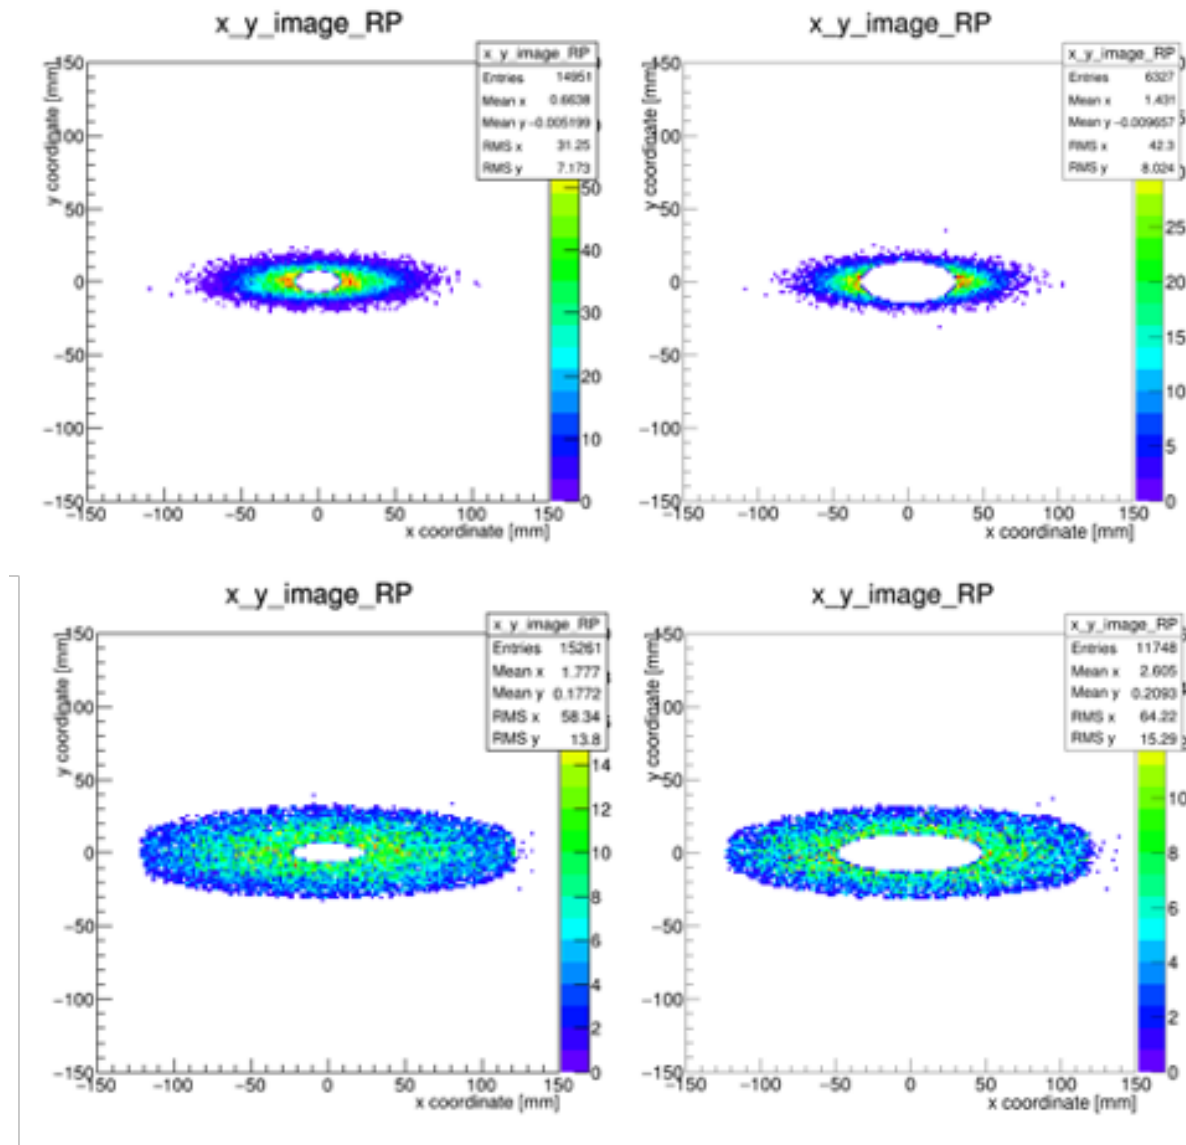 x_y_image_RP
x_y_image_RP
Entries 14951
Mean x 0.6638
Mean y -0.005199
RMS x 31.25
RMS y 7.173
y coordinate [mm]
150
100
50
0
-50
-100
-150
-150 -100 -50 0 50 100 150
x coordinate [mm]
50
40
30
20
10
0
x_y_image_RP
x_y_image_RP
Entries 6327
Mean x 1.431
Mean y -0.009657
RMS x 42.3
RMS y 8.024
y coordinate [mm]
150
100
50
0
-50
-100
-150
-150 -100 -50 0 50 100 150
x coordinate [mm]
25
20
15
10
5
0
x_y_image_RP
x_y_image_RP
Entries 15261
Mean x 1.777
Mean y 0.1772
RMS x 58.34
RMS y 13.8
y coordinate [mm]
150
100
50
0
-50
-100
-150
-150 -100 -50 0 50 100 150
x coordinate [mm]
14
12
10
8
6
4
2
0
x_y_image_RP
x_y_image_RP
Entries 11748
Mean x 2.605
Mean y 0.2093
RMS x 64.22
RMS y 15.29
y coordinate [mm]
150
100
50
0
-50
-100
-150
-150 -100 -50 0 50 100 150
x coordinate [mm]
10
8
6
4
2
0